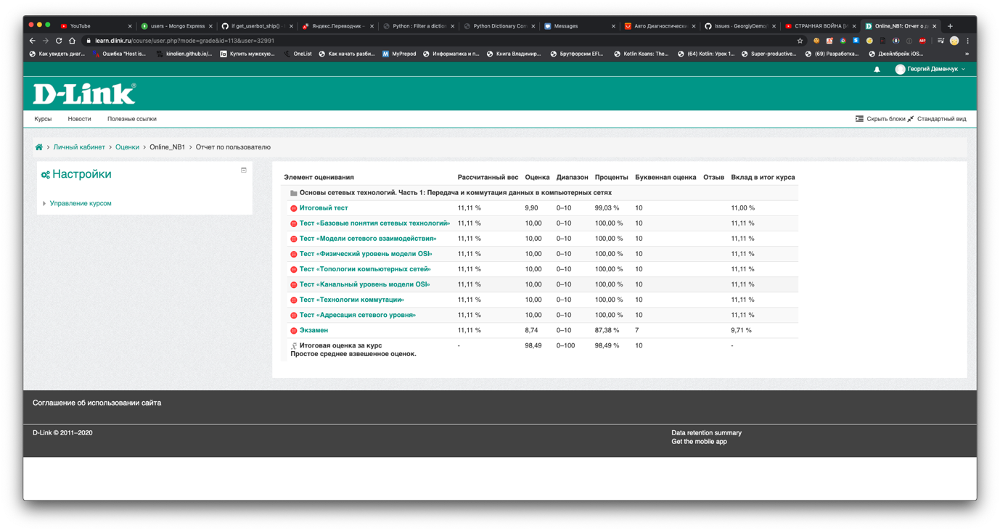 YouTube
users - Mongo Express
if get_userbot_ship() ·
Яндекс.Переводчик –
Python : Filter a diction
Python Dictionary Com
Messages
Авто Диагностически
Issues · GeorgiyDemo/
СТРАННАЯ ВОЙНА [И
Online_NB1: Отчет о д
learn.dlink.ru/course/user.php?mode=grade&id=113&user=32991
Как увидеть диаг...
Ошибка "Host is...
kinolien.github.io/...
Купить мужскую...
OneList
Как начать разби...
MyPrepod
Информатика и п...
Книга Владимир...
Брутфорсим EFI...
Kotlin Koans: The...
(64) Kotlin: Урок 1...
Super-productive...
(69) Разработка...
Джейлбрейк iOS...
»
Георгий Деменчук
D-Link®
Курсы Новости Полезные ссылки
Скрыть блоки Стандартный вид
Личный кабинет > Оценки > Online_NB1 > Отчет по пользователю
Настройки
Управление курсом
Элемент оценивания Рассчитанный вес Оценка Диапазон Проценты Буквенная оценка Отзыв Вклад в итог курса
Основы сетевых технологий. Часть 1: Передача и коммутация данных в компьютерных сетях
Итоговый тест 11,11 % 9,90 0–10 99,03 % 10 11,00 %
Тест «Базовые понятия сетевых технологий» 11,11 % 10,00 0–10 100,00 % 10 11,11 %
Тест «Модели сетевого взаимодействия» 11,11 % 10,00 0–10 100,00 % 10 11,11 %
Тест «Физический уровень модели OSI» 11,11 % 10,00 0–10 100,00 % 10 11,11 %
Тест «Топологии компьютерных сетей» 11,11 % 10,00 0–10 100,00 % 10 11,11 %
Тест «Канальный уровень модели OSI» 11,11 % 10,00 0–10 100,00 % 10 11,11 %
Тест «Технологии коммутации» 11,11 % 10,00 0–10 100,00 % 10 11,11 %
Тест «Адресация сетевого уровня» 11,11 % 10,00 0–10 100,00 % 10 11,11 %
Экзамен 11,11 % 8,74 0–10 87,38 % 7 9,71 %
Итоговая оценка за курс - 98,49 0–100 98,49 % 10 -
Простое среднее взвешенное оценок.
Соглашение об использовании сайта
D-Link © 2011–2020
Data retention summary
Get the mobile app